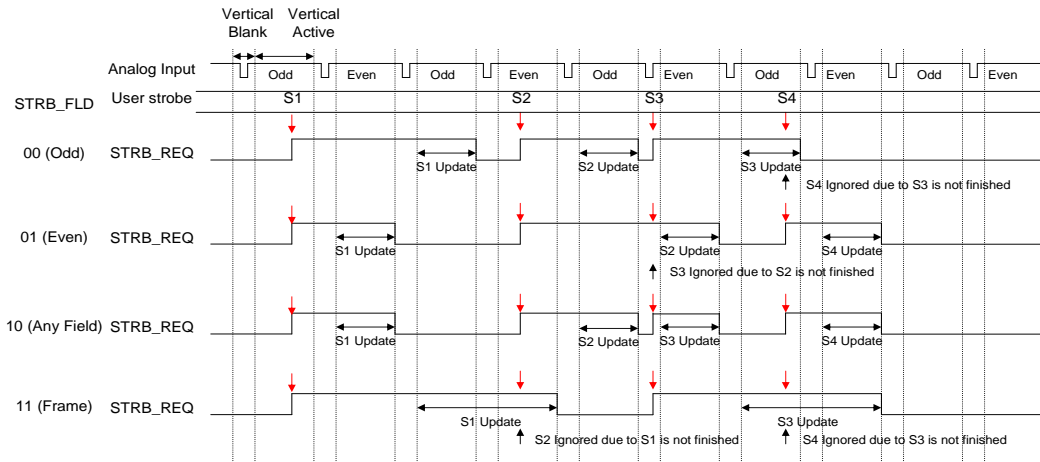 Vertical Blank
Vertical Active
Analog Input Odd Even Odd Even Odd Even Odd Even Odd Even
STRB_FLD User strobe S1 S2 S3 S4
00 (Odd) STRB_REQ
S1 Update S2 Update S3 Update
S4 Ignored due to S3 is not finished
01 (Even) STRB_REQ
S1 Update S2 Update S4 Update
S3 Ignored due to S2 is not finished
10 (Any Field) STRB_REQ
S1 Update S2 Update S3 Update S4 Update
11 (Frame) STRB_REQ
S1 Update S3 Update
S2 Ignored due to S1 is not finished S4 Ignored due to S3 is not finished